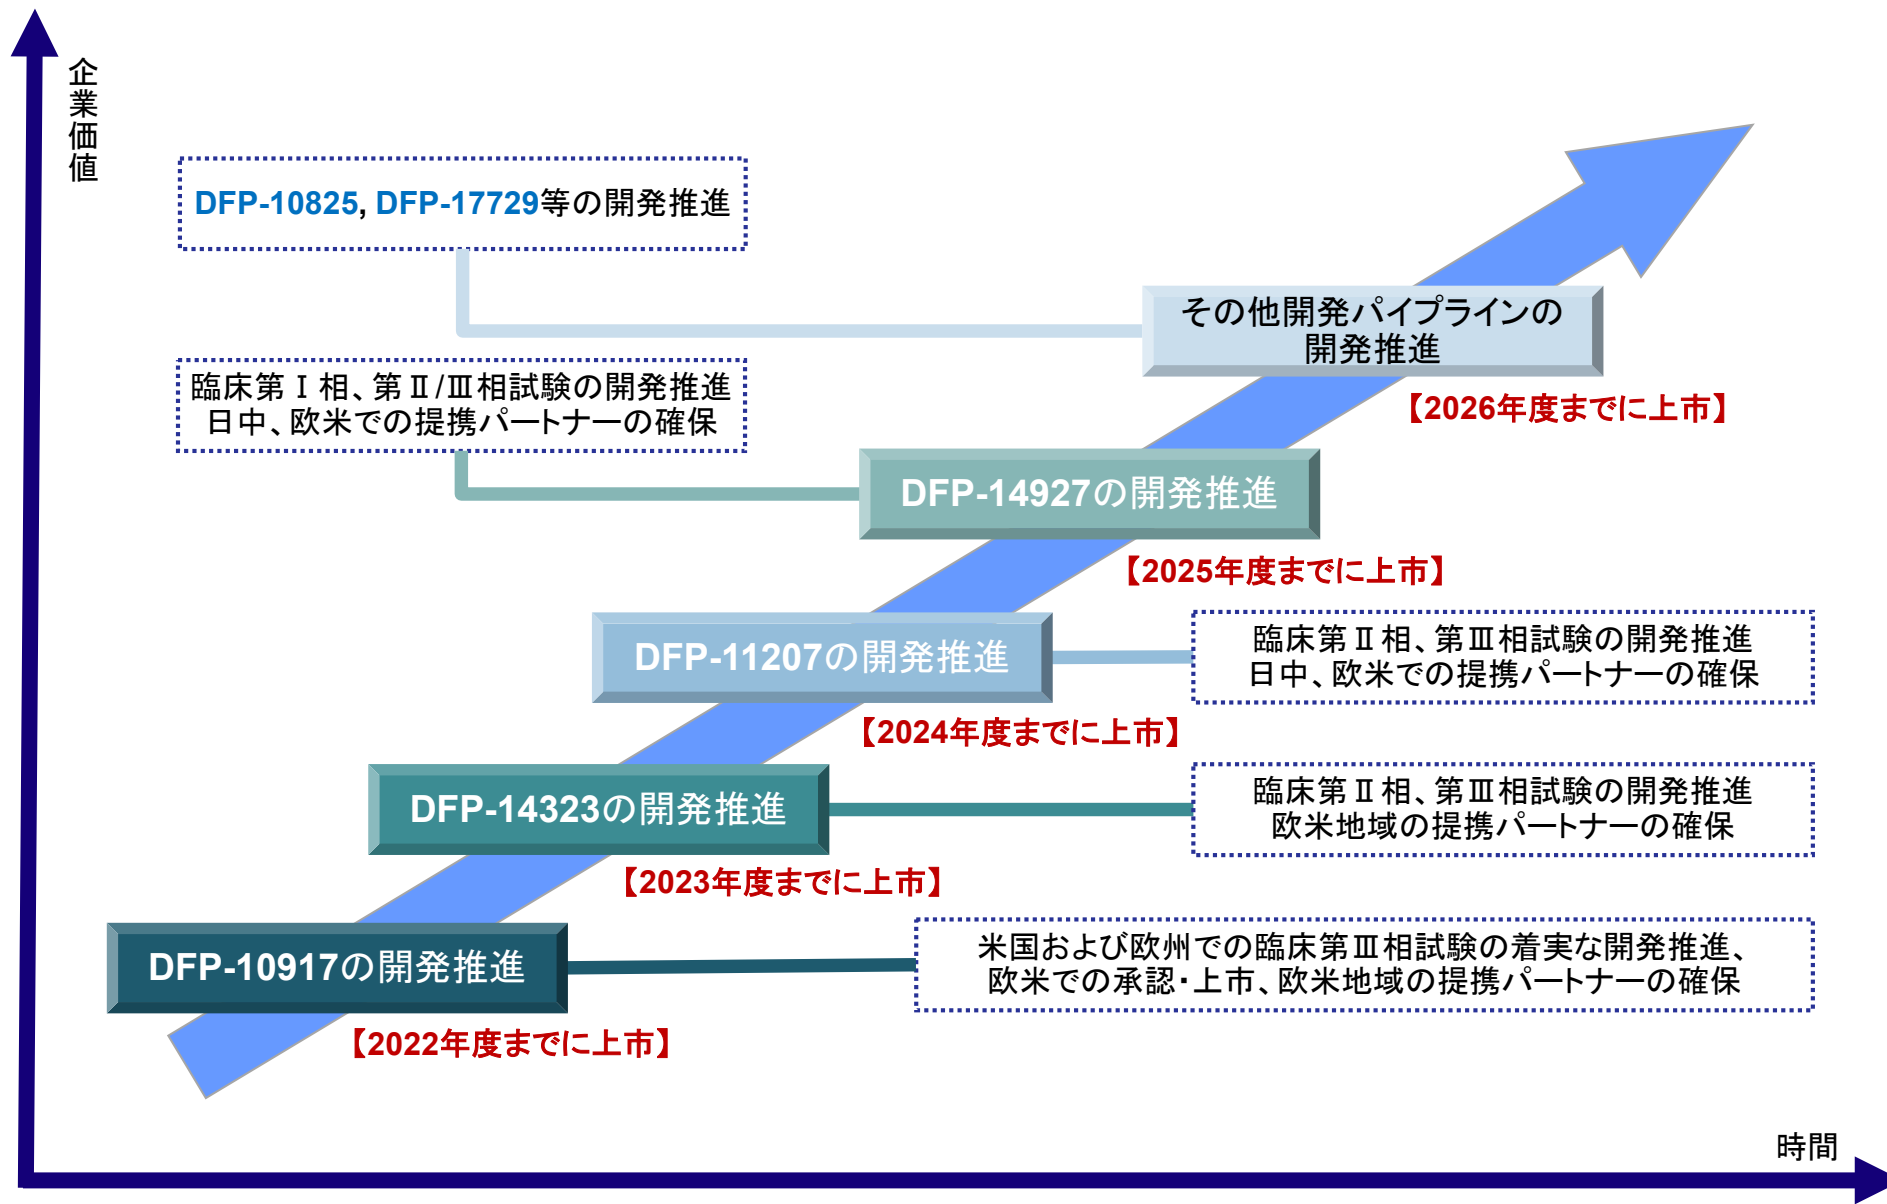 企業価値
DFP-10825, DFP-17729等の開発推進
その他開発パイプラインの
開発推進
【2026年度までに上市】
臨床第Ⅰ相、第Ⅱ/Ⅲ相試験の開発推進
日中、欧米での提携パートナーの確保
DFP-14927の開発推進
【2025年度までに上市】
DFP-11207の開発推進
臨床第Ⅱ相、第Ⅲ相試験の開発推進
日中、欧米での提携パートナーの確保
【2024年度までに上市】
DFP-14323の開発推進
臨床第Ⅱ相、第Ⅲ相試験の開発推進
欧米地域の提携パートナーの確保
【2023年度までに上市】
DFP-10917の開発推進
米国および欧州での臨床第Ⅲ相試験の着実な開発推進、
欧米での承認・上市、欧米地域の提携パートナーの確保
【2022年度までに上市】
時間